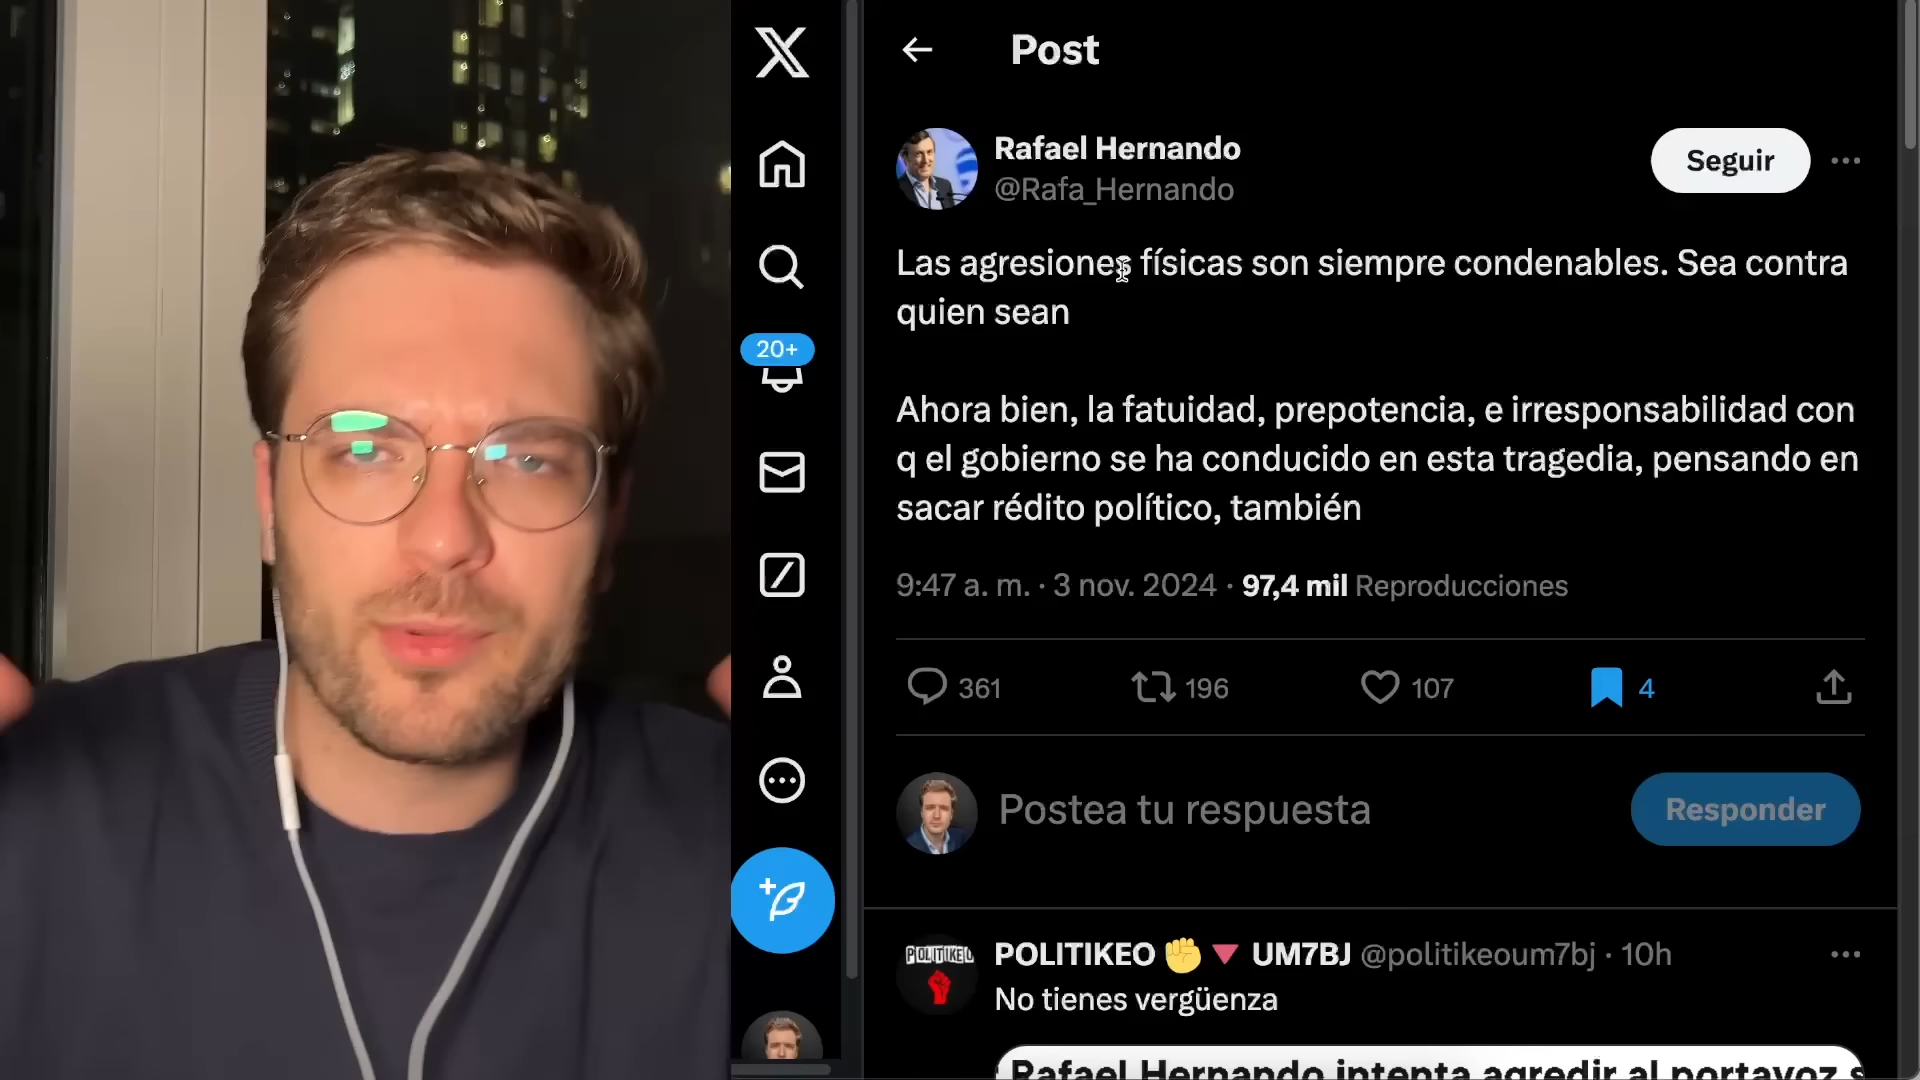 Post
Rafael Hernando
@Rafa_Hernando
Seguir
Las agresiones físicas son siempre condenables. Sea contra
quien sean
Ahora bien, la fatuidad, prepotencia, e irresponsabilidad con
q el gobierno se ha conducido en esta tragedia, pensando en
sacar rédito político, también
9:47 a. m. · 3 nov. 2024 · 97,4 mil Reproducciones
361 196 107 4
Postea tu respuesta
Responder
POLITIKEO UM7BJ @politikeoum7bj · 10h
No tienes vergüenza
Rafael Hernando intenta agredir al portavoz s
20+
POLITIKEO